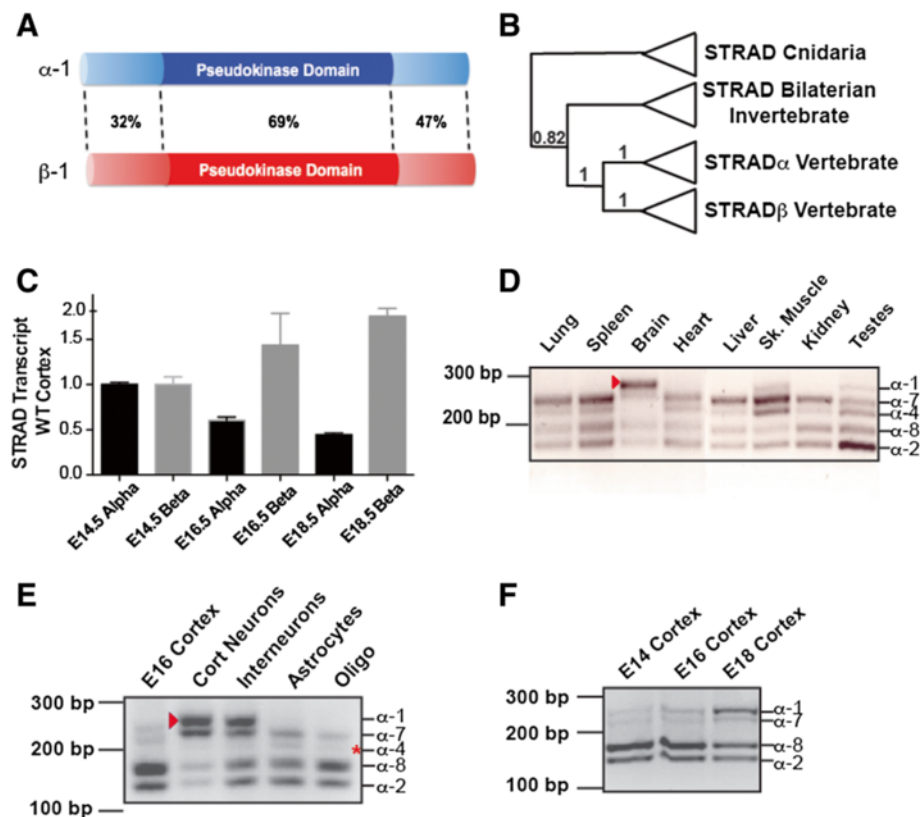 A
α-1
Pseudokinase Domain
32%
69%
47%
β-1
Pseudokinase Domain
B
STRAD Cnidaria
STRAD Bilaterian
Invertebrate
0.82
1
STRADα Vertebrate
1
1
STRADβ Vertebrate
C
STRAD Transcript
WT Cortex
2.0
1.5
1.0
0.5
0.0
E14.5 Alpha
E14.5 Beta
E16.5 Alpha
E16.5 Beta
E18.5 Alpha
E18.5 Beta
D
Lung
Spleen
Brain
Heart
Liver
Sk. Muscle
Kidney
Testes
300 bp
200 bp
α-1
α-7
α-4
α-8
α-2
E
E16 Cortex
Cort Neurons
Interneurons
Astrocytes
Oligo
300 bp
200 bp
100 bp
α-1
α-7
α-4
*
α-8
α-2
F
E14 Cortex
E16 Cortex
E18 Cortex
300 bp
200 bp
100 bp
α-1
α-7
α-8
α-2